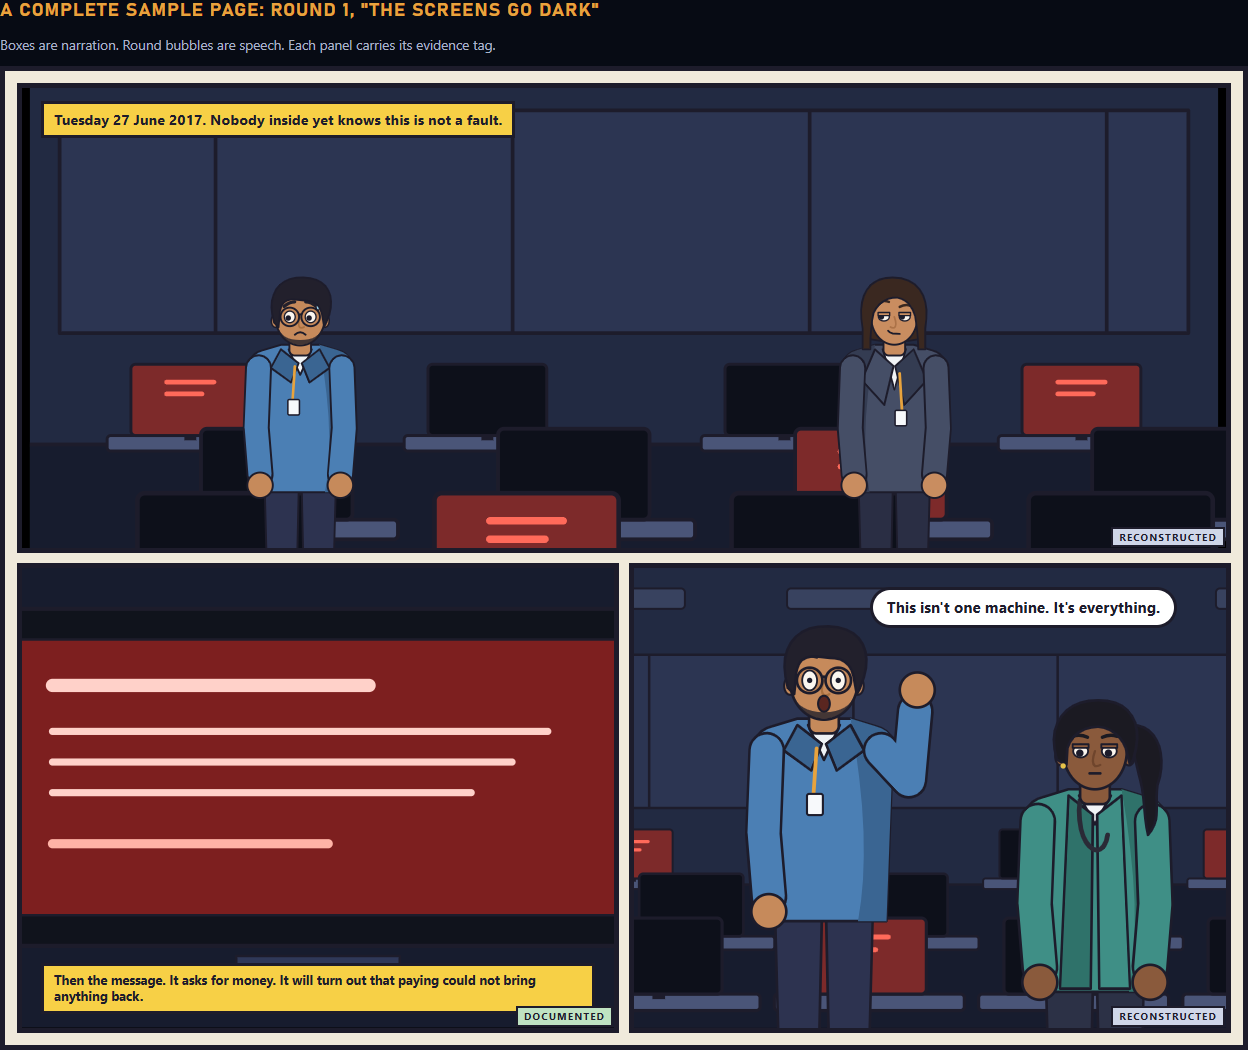 A COMPLETE SAMPLE PAGE: ROUND 1, "THE SCREENS GO DARK"
Boxes are narration. Round bubbles are speech. Each panel carries its evidence tag.
Tuesday 27 June 2017. Nobody inside yet knows this is not a fault.
RECONSTRUCTED
Then the message. It asks for money. It will turn out that paying could not bring
anything back.
DOCUMENTED
This isn't one machine. It's everything.
RECONSTRUCTED